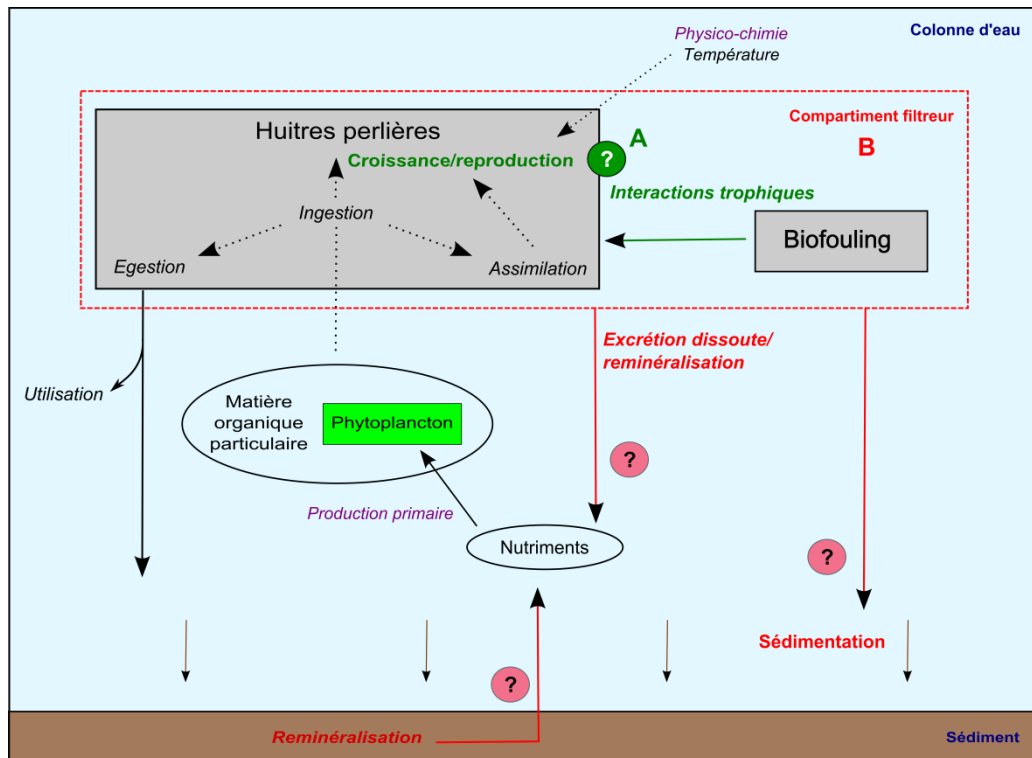 Colonne d'eau
Physico-chimie
Température
Compartiment filtreur
B
Huitres perlières
A
?
Croissance/reproduction
Interactions trophiques
Ingestion
Biofouling
Egestion
Assimilation
Excrétion dissoute/
reminéralisation
Utilisation
Matière
organique
particulaire
Phytoplancton
?
Production primaire
Nutriments
?
Sédimentation
?
Reminéralisation
Sédiment